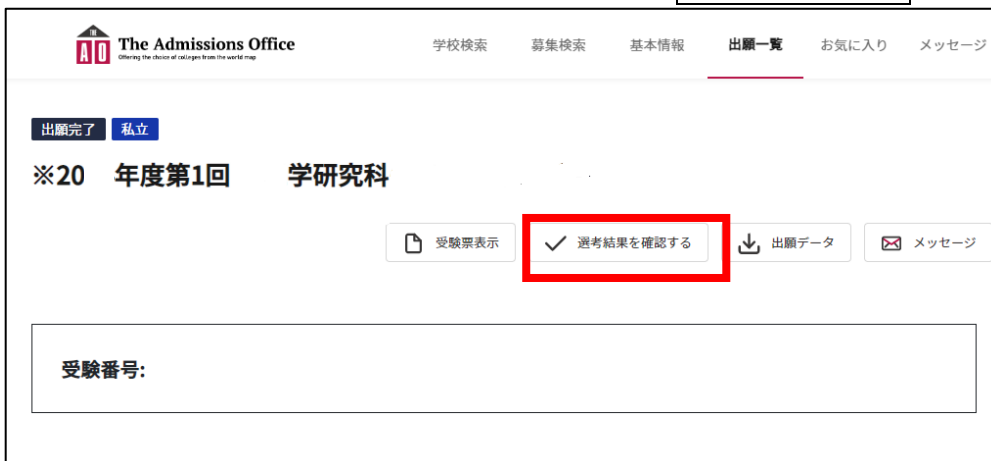 The Admissions Office
Offering the choice of colleges from the world map
学校検索 募集検索 基本情報 出願一覧 お気に入り メッセージ
出願完了 私立
※20 年度第1回 学研究科
受験票表示 選考結果を確認する 出願データ メッセージ
受験番号: